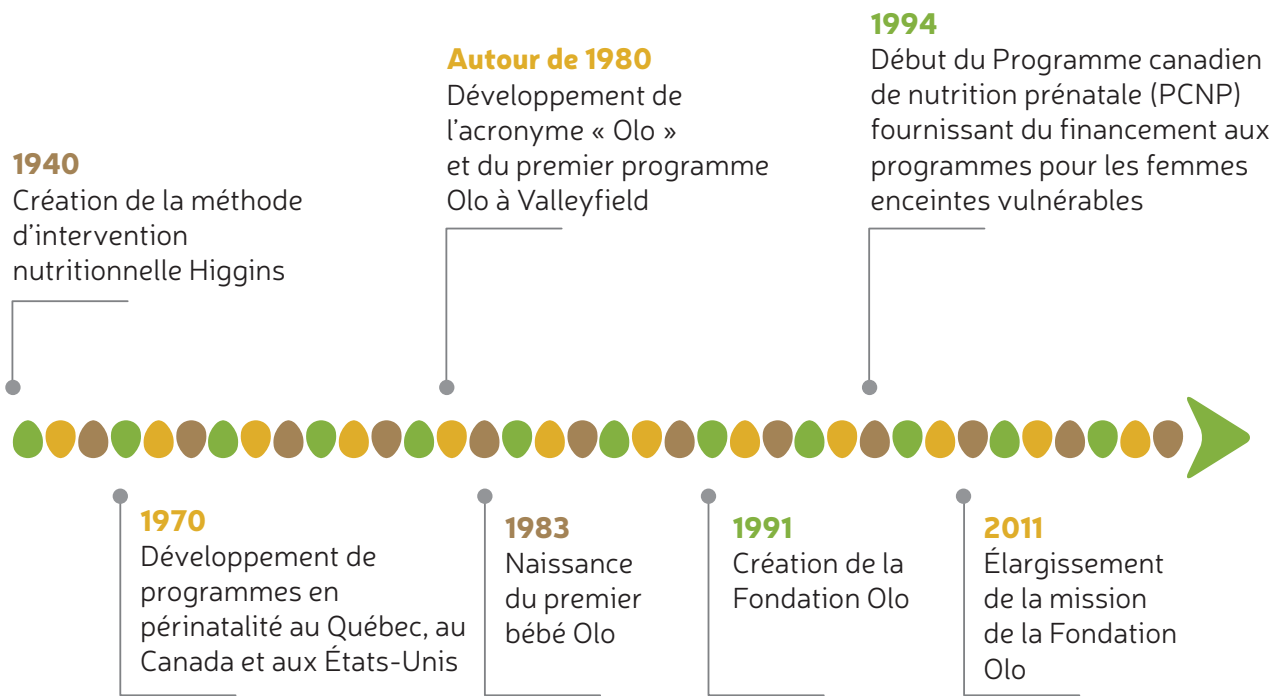 1940
Création de la méthode
d’intervention
nutritionnelle Higgins
1970
Développement de
programmes en
périnatalité au Québec, au
Canada et aux États-Unis
Autour de 1980
Développement de
l’acronyme « Olo »
et du premier programme
Olo à Valleyfield
1983
Naissance
du premier
bébé Olo
1991
Création de la
Fondation Olo
1994
Début du Programme canadien
de nutrition prénatale (PCNP)
fournissant du financement aux
programmes pour les femmes
enceintes vulnérables
2011
Élargissement
de la mission
de la Fondation
Olo